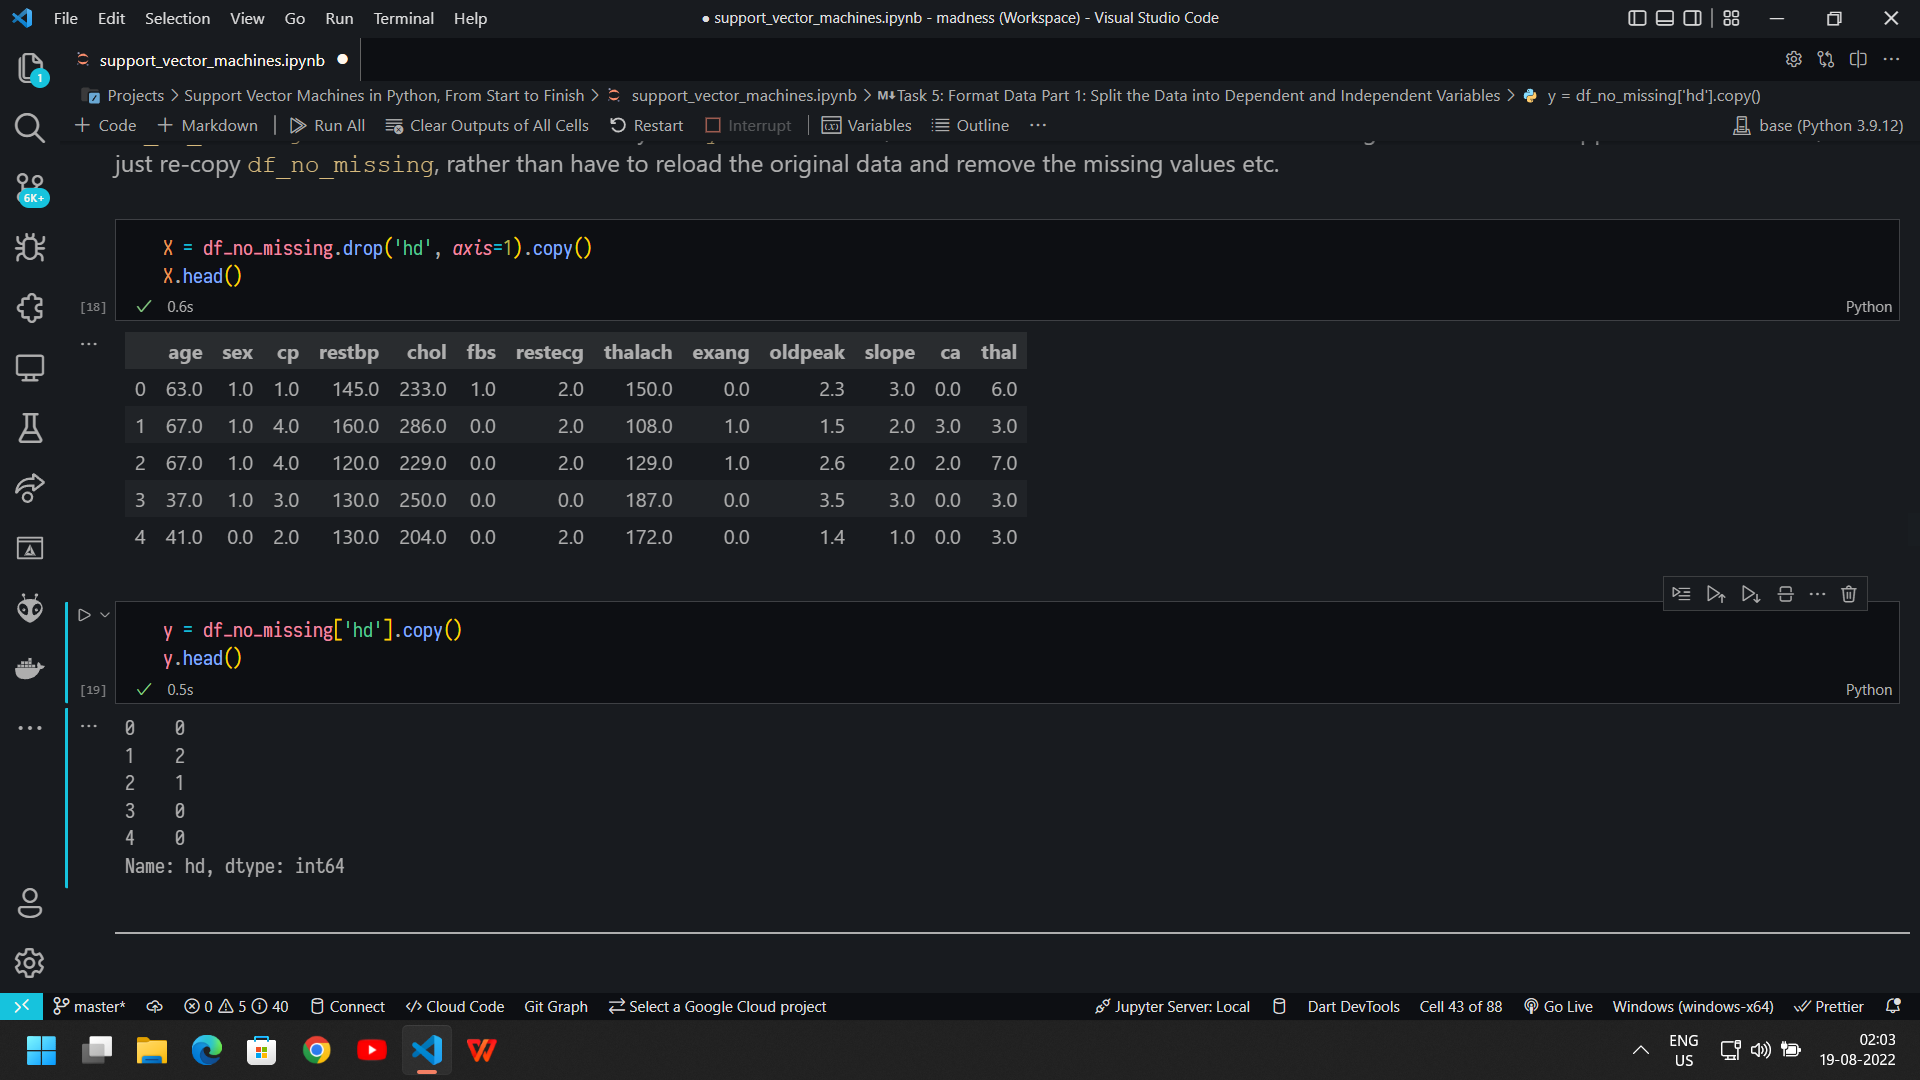 File Edit Selection View Go Run Terminal Help
● support_vector_machines.ipynb - madness (Workspace) - Visual Studio Code
support_vector_machines.ipynb ●
Projects > Support Vector Machines in Python, From Start to Finish > support_vector_machines.ipynb > M↓Task 5: Format Data Part 1: Split the Data into Dependent and Independent Variables > y = df_no_missing['hd'].copy()
+ Code + Markdown Run All Clear Outputs of All Cells Restart Interrupt Variables Outline ··· base (Python 3.9.12)
just re-copy df_no_missing, rather than have to reload the original data and remove the missing values etc.
X = df_no_missing.drop('hd', axis=1).copy()
X.head()
[18] ✓ 0.6s Python
age sex cp restbp chol fbs restecg thalach exang oldpeak slope ca thal
0 63.0 1.0 1.0 145.0 233.0 1.0 2.0 150.0 0.0 2.3 3.0 0.0 6.0
1 67.0 1.0 4.0 160.0 286.0 0.0 2.0 108.0 1.0 1.5 2.0 3.0 3.0
2 67.0 1.0 4.0 120.0 229.0 0.0 2.0 129.0 1.0 2.6 2.0 2.0 7.0
3 37.0 1.0 3.0 130.0 250.0 0.0 0.0 187.0 0.0 3.5 3.0 0.0 3.0
4 41.0 0.0 2.0 130.0 204.0 0.0 2.0 172.0 0.0 1.4 1.0 0.0 3.0
y = df_no_missing['hd'].copy()
y.head()
[19] ✓ 0.5s Python
0 0
1 2
2 1
3 0
4 0
Name: hd, dtype: int64
1
6K+
master* 0 5 40 Connect Cloud Code Git Graph Select a Google Cloud project Jupyter Server: Local Dart DevTools Cell 43 of 88 Go Live Windows (windows-x64) Prettier
ENG
US
02:03
19-08-2022